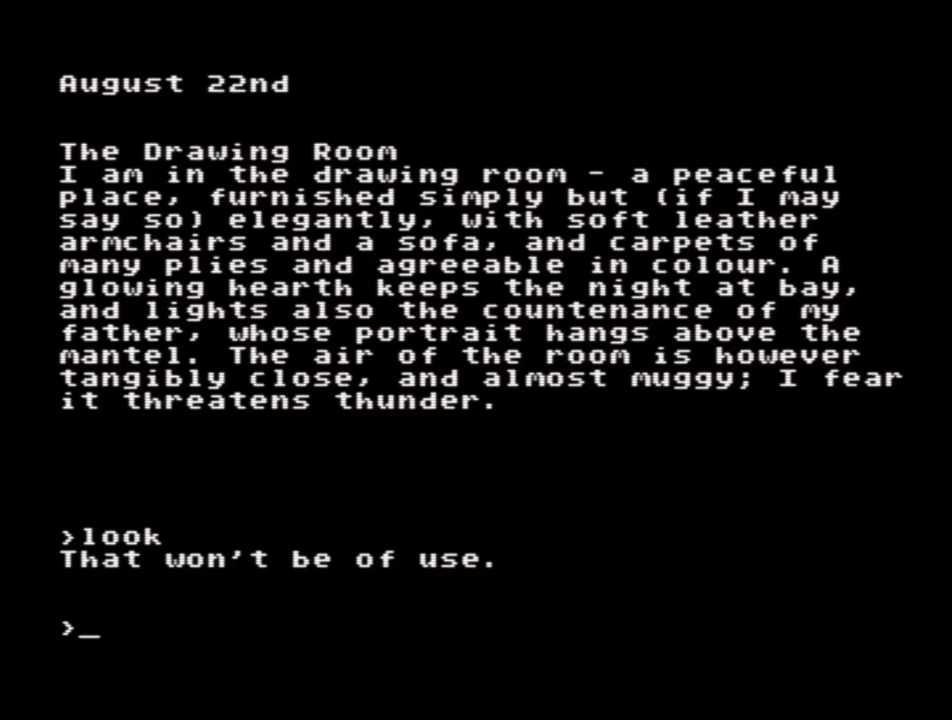 August 22nd
The Drawing Room
I am in the drawing room - a peaceful
place, furnished simply but (if I may
say so) elegantly, with soft leather
armchairs and a sofa, and carpets of
many plies and agreeable in colour. A
glowing hearth keeps the night at bay,
and lights also the countenance of my
father, whose portrait hangs above the
mantel. The air of the room is however
tangibly close, and almost muggy; I fear
it threatens thunder.
>look
That won't be of use.
>_